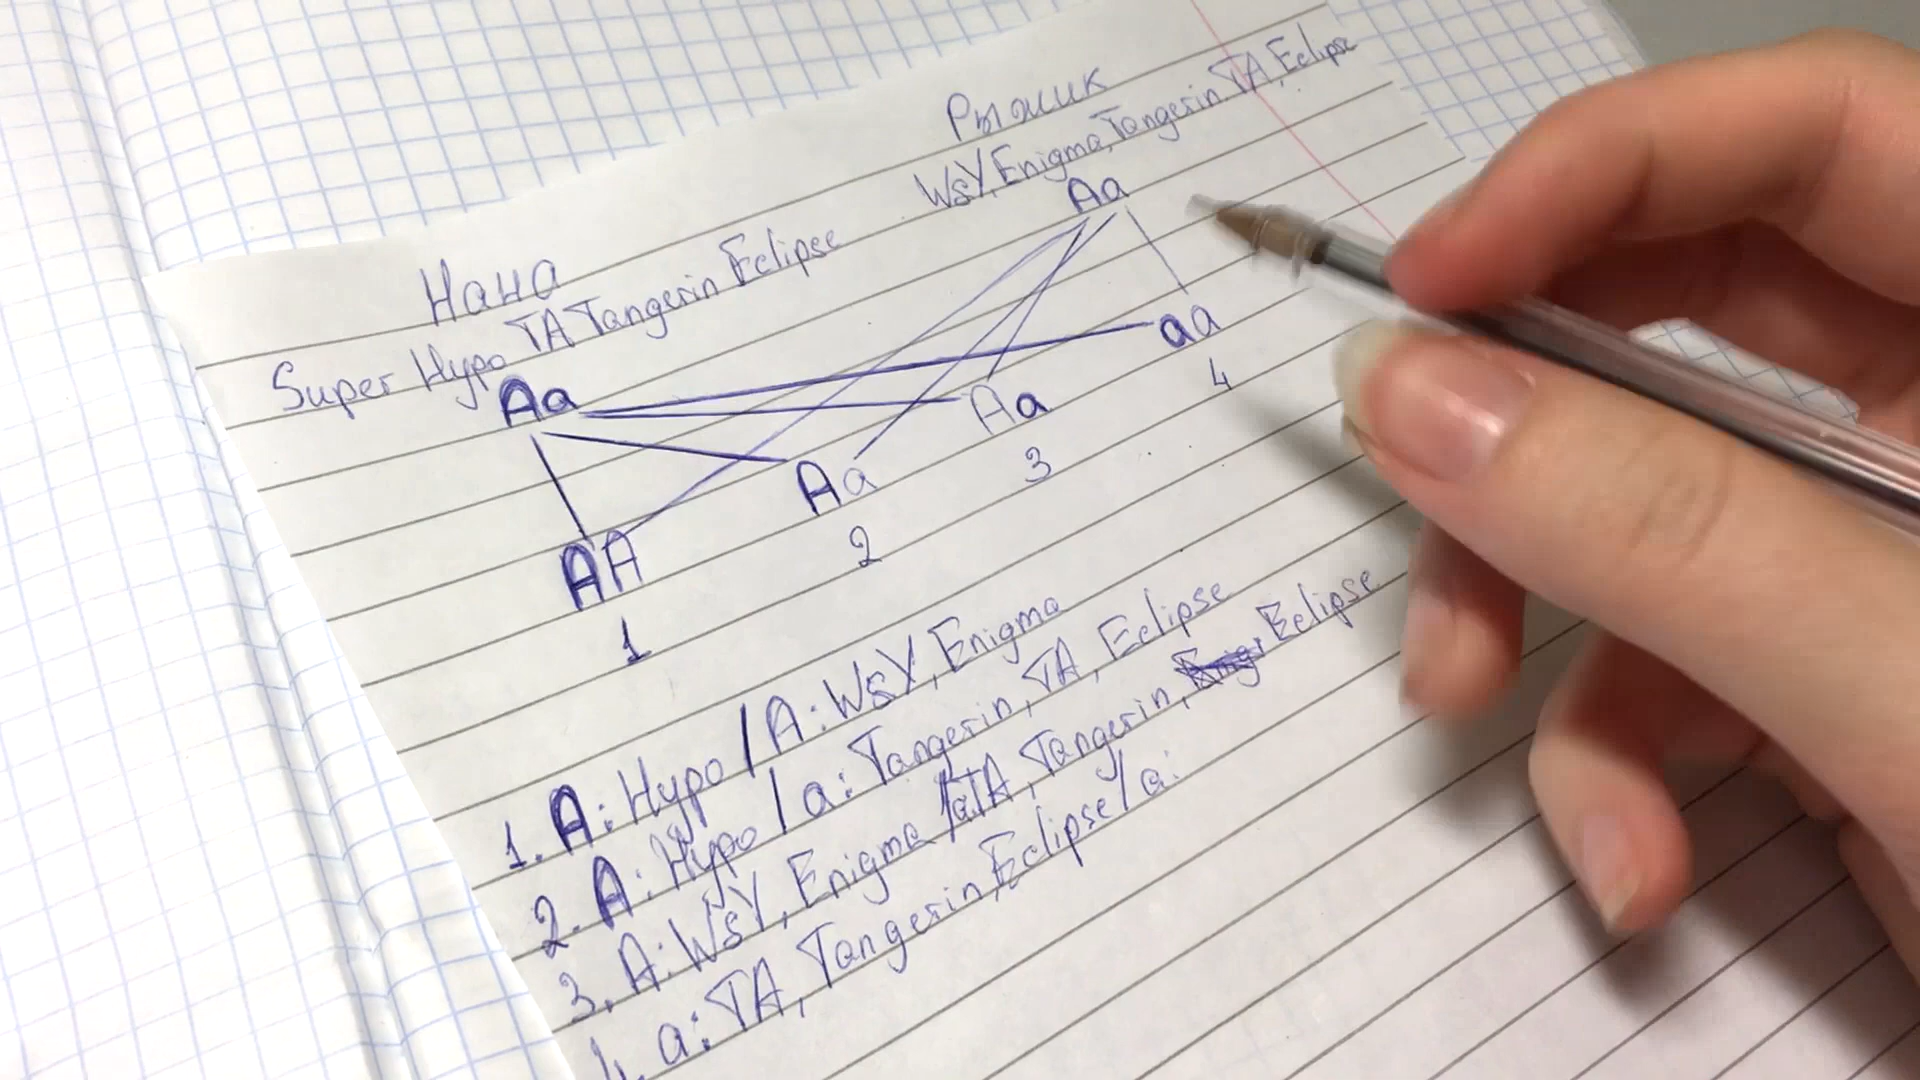 Рыжик
WsY, Enigma, Tangerin TA, Eclipse
Aa
Нана
Super Hypo TA Tangerin Eclipse
Aa
aa
4
Aa
3
Aa
2
AA
1
1. A: Hypo / A: WsY, Enigma
2. A: Hypo / a: Tangerin, TA, Eclipse
3. A: WsY, Enigma /a: TA, Tangerin, Eclipse
4. a: TA, Tangerin, Eclipse / a: